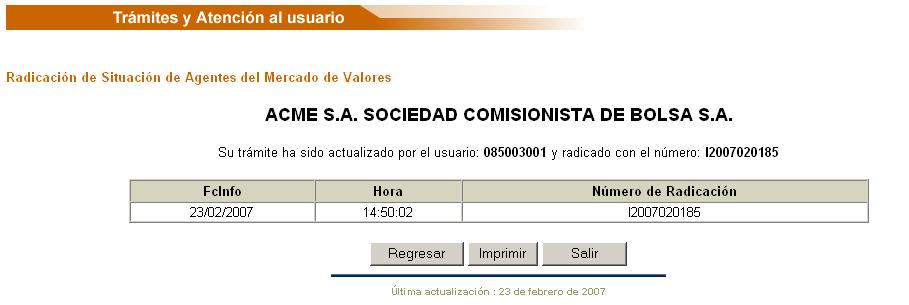 Trámites y Atención al usuario
Radicación de Situación de Agentes del Mercado de Valores
ACME S.A. SOCIEDAD COMISIONISTA DE BOLSA S.A.
Su trámite ha sido actualizado por el usuario: 085003001 y radicado con el número: I2007020185
FcInfo Hora Número de Radicación
23/02/2007 14:50:02 I2007020185
Regresar Imprimir Salir
Última actualización : 23 de febrero de 2007